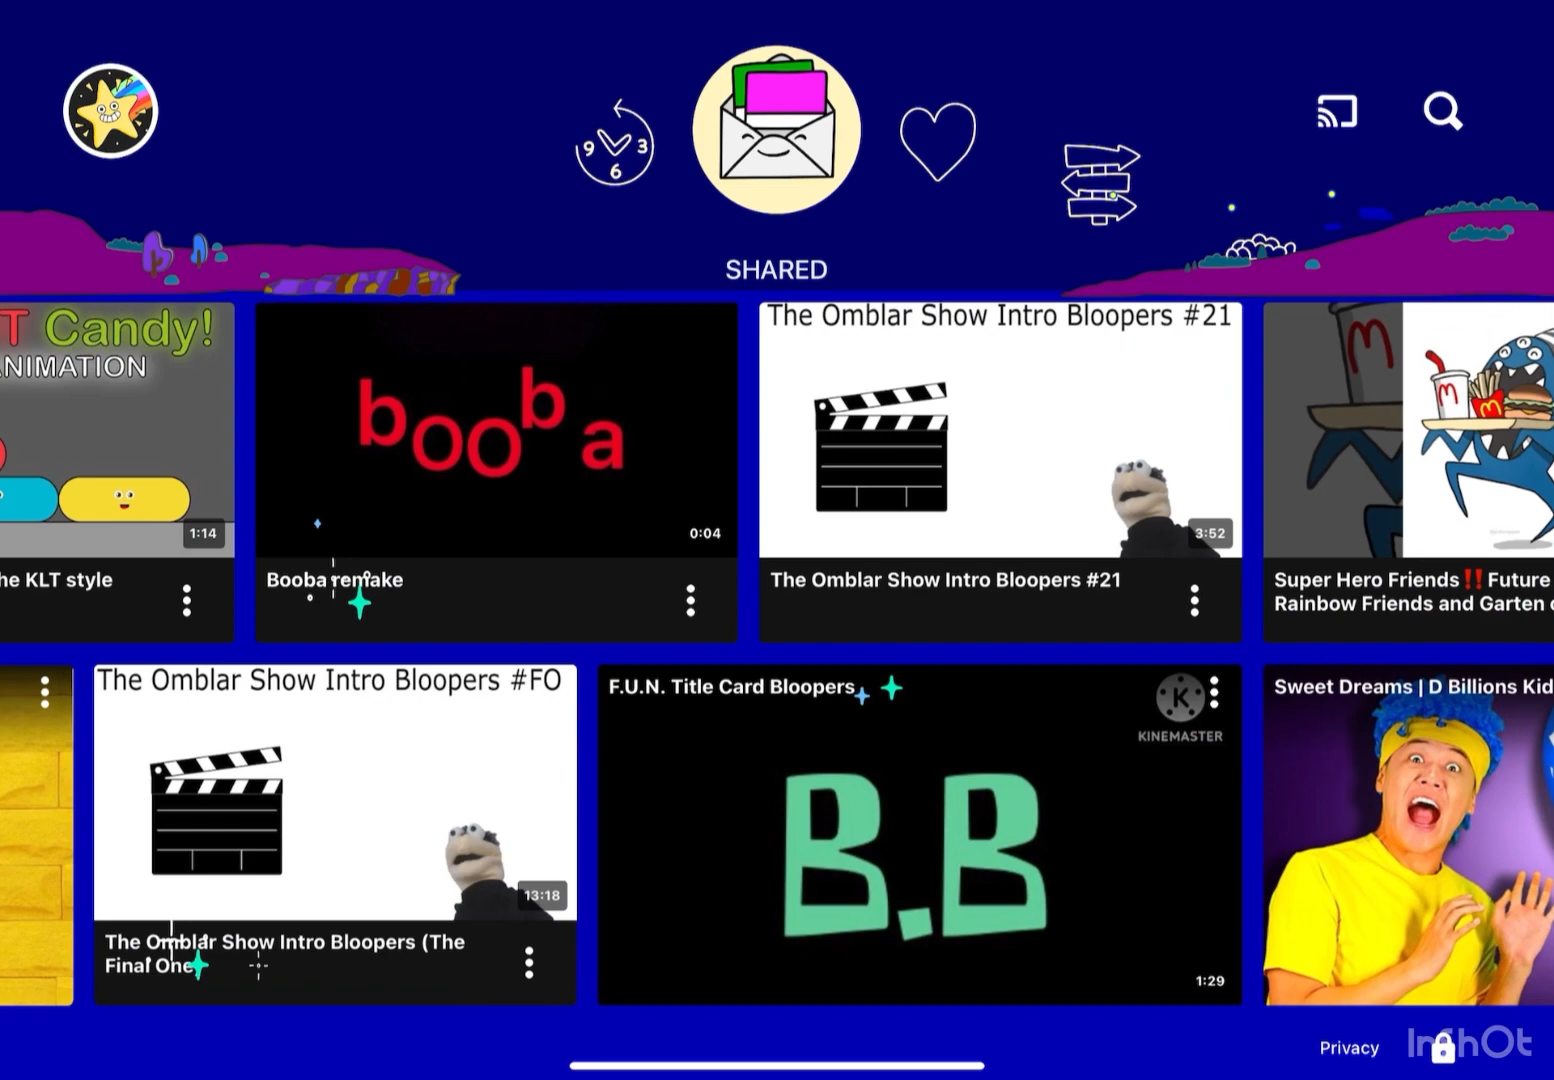 9 3
6
SHARED
T Candy!
NIMATION
1:14
he KLT style
booba
0:04
Booba remake
The Omblar Show Intro Bloopers #21
3:52
The Omblar Show Intro Bloopers #21
Super Hero Friends‼️Future
Rainbow Friends and Garten
The Omblar Show Intro Bloopers #FO
13:18
The Omblar Show Intro Bloopers (The
Final One
F.U.N. Title Card Bloopers
K
KINEMASTER
B.B
1:29
Sweet Dreams | D Billions Kid
Privacy
InShOt